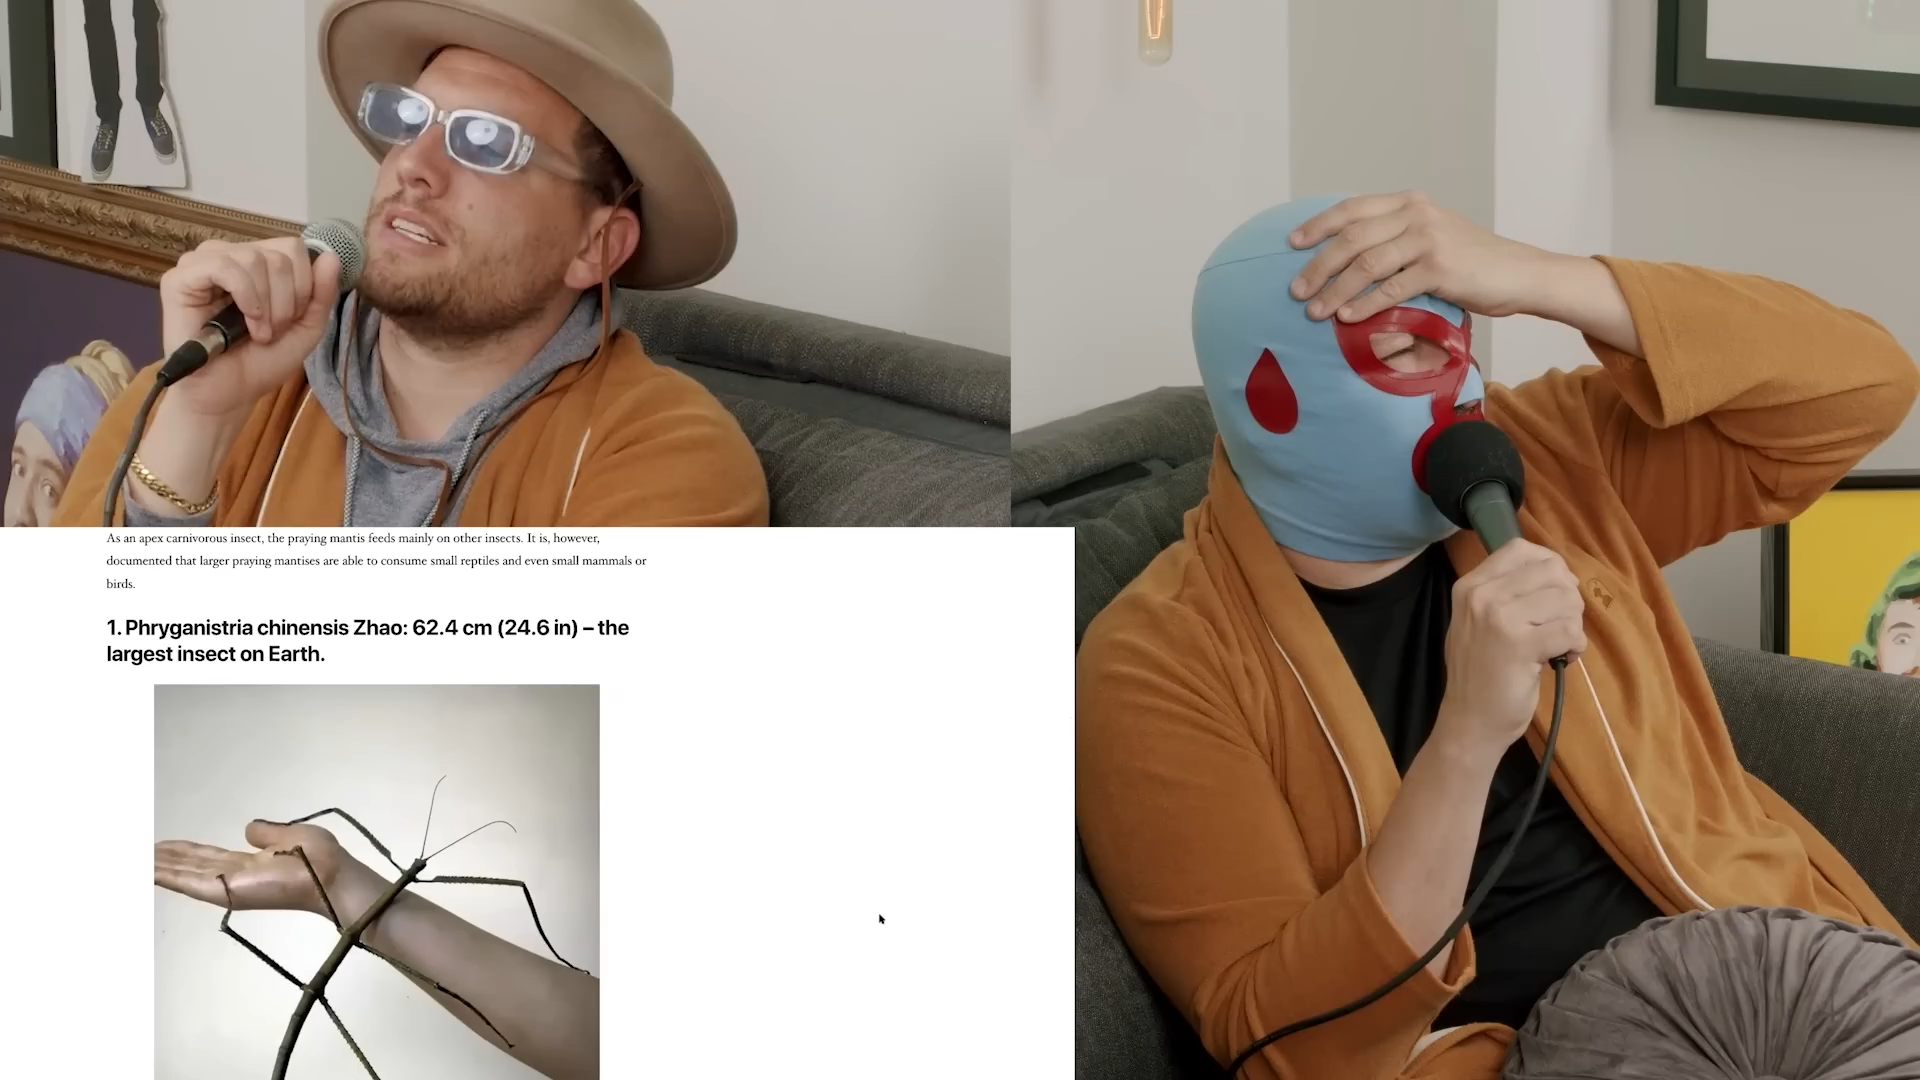 As an apex carnivorous insect, the praying mantis feeds mainly on other insects. It is, however,
documented that larger praying mantises are able to consume small reptiles and even small mammals or
birds.
1. Phryganistria chinensis Zhao: 62.4 cm (24.6 in) – the
largest insect on Earth.